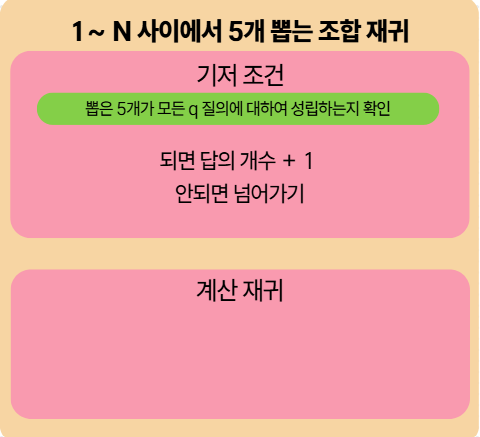 1~ N 사이에서 5개 뽑는 조합 재귀
기저 조건
뽑은 5개가 모든 q 질의에 대하여 성립하는지 확인
되면 답의 개수 + 1
안되면 넘어가기
계산 재귀